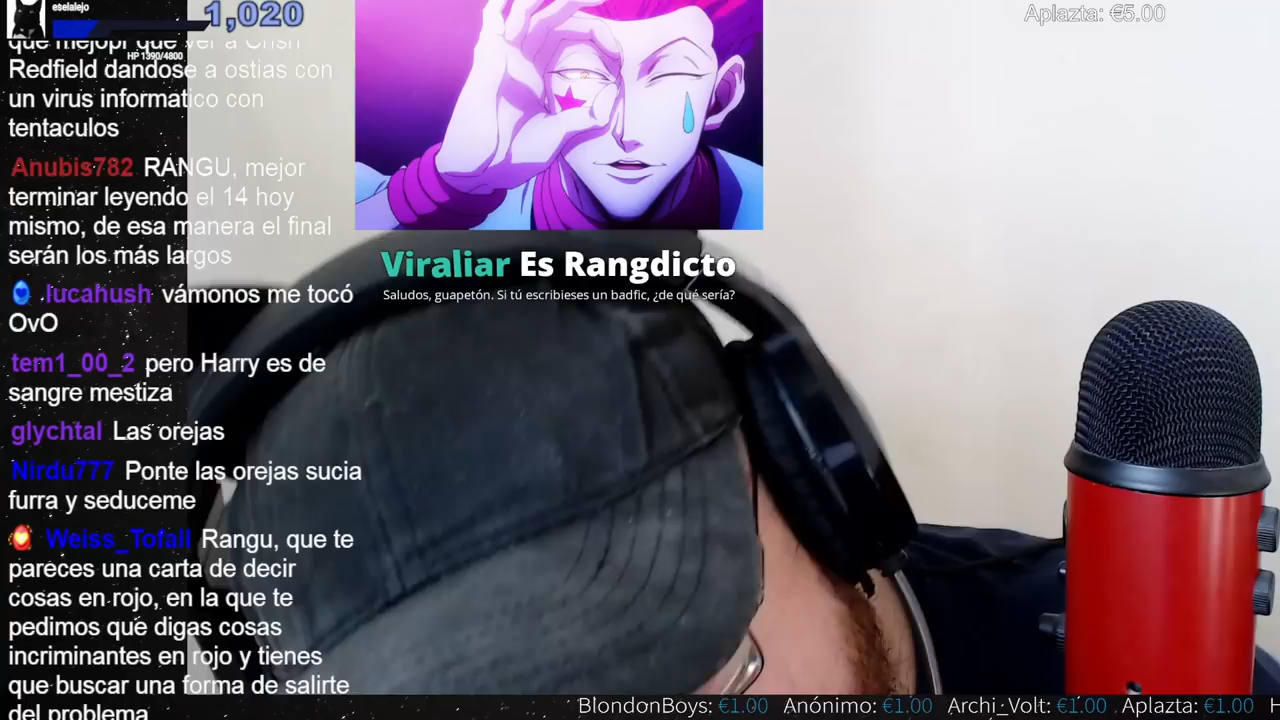 eselalejo
1,020
HP 1390/4800
Aplazta: €5.00
que mejopi que ver a Crish
Redfield dandose a ostias con
un virus informatico con
tentaculos
Anubis782 RANGU, mejor
terminar leyendo el 14 hoy
mismo, de esa manera el final
serán los más largos
lucahush vámonos me tocó
OvO
tem1_00_2 pero Harry es de
sangre mestiza
glychtal Las orejas
Nirdu777 Ponte las orejas sucia
furra y seduceme
Weiss_Tofall Rangu, que te
pareces una carta de decir
cosas en rojo, en la que te
pedimos que digas cosas
incriminantes en rojo y tienes
que buscar una forma de salirte
del problema
Viraliar Es Rangdicto
Saludos, guapetón. Si tú escribieses un badfic, ¿de qué sería?
BlondonBoys: €1.00 Anónimo: €1.00 Archi_Volt: €1.00 Aplazta: €1.00 H